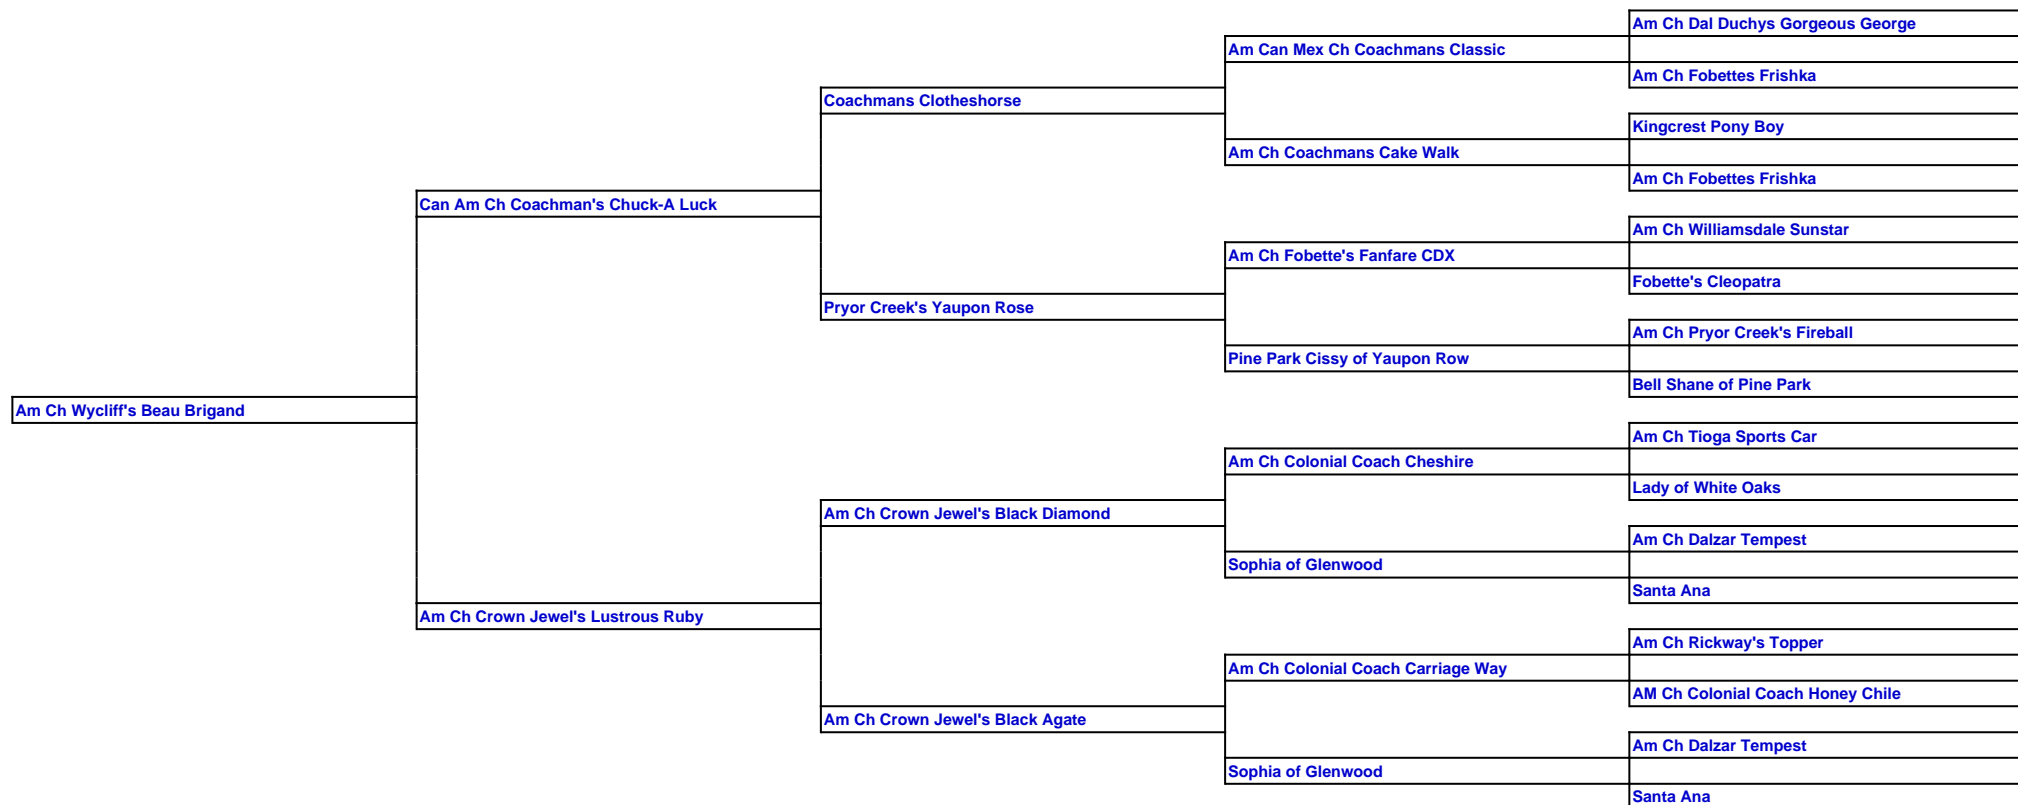 Am Ch Dal Duchys Gorgeous George
Am Can Mex Ch Coachmans Classic
Am Ch Fobettes Frishka
Coachmans Clotheshorse
Kingcrest Pony Boy
Am Ch Coachmans Cake Walk
Am Ch Fobettes Frishka
Can Am Ch Coachman's Chuck-A Luck
Am Ch Williamsdale Sunstar
Am Ch Fobette's Fanfare CDX
Fobette's Cleopatra
Pryor Creek's Yaupon Rose
Am Ch Pryor Creek's Fireball
Pine Park Cissy of Yaupon Row
Bell Shane of Pine Park
Am Ch Wycliff's Beau Brigand
Am Ch Tioga Sports Car
Am Ch Colonial Coach Cheshire
Lady of White Oaks
Am Ch Crown Jewel's Black Diamond
Am Ch Dalzar Tempest
Sophia of Glenwood
Santa Ana
Am Ch Crown Jewel's Lustrous Ruby
Am Ch Rickway's Topper
Am Ch Colonial Coach Carriage Way
AM Ch Colonial Coach Honey Chile
Am Ch Crown Jewel's Black Agate
Am Ch Dalzar Tempest
Sophia of Glenwood
Santa Ana